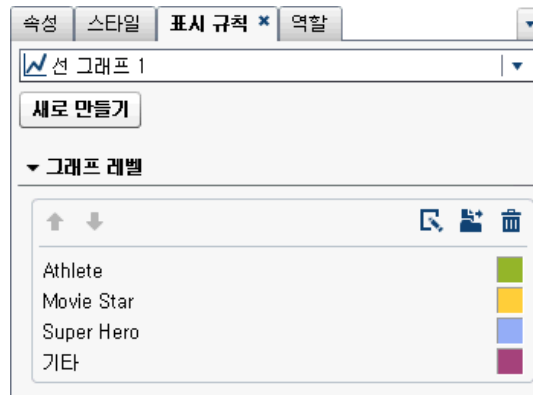 속성 스타일 표시 규칙 역할
선 그래프 1
새로 만들기
그래프 레벨
Athlete
Movie Star
Super Hero
기타